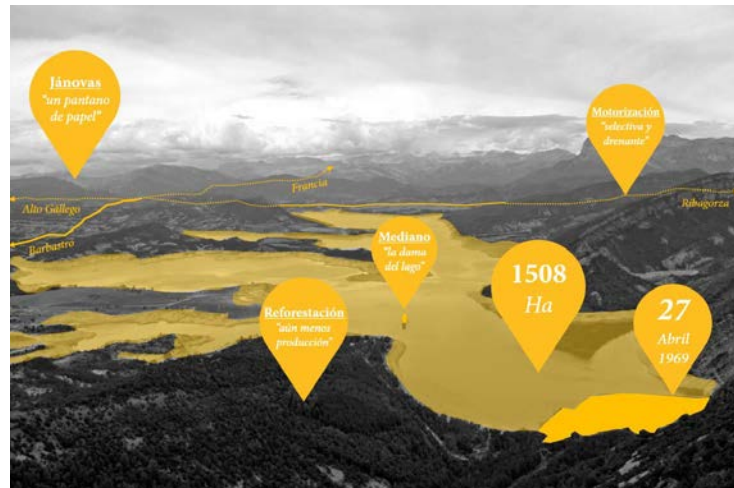 Jánovas
"un pantano
de papel"
Motorización
"selectiva y
drenante"
Francia
Alto Gállego
Ribagorza
Barbastro
Mediano
"la dama
del lago"
1508
Ha
27
Abril
1969
Reforestación
"aún menos
producción"